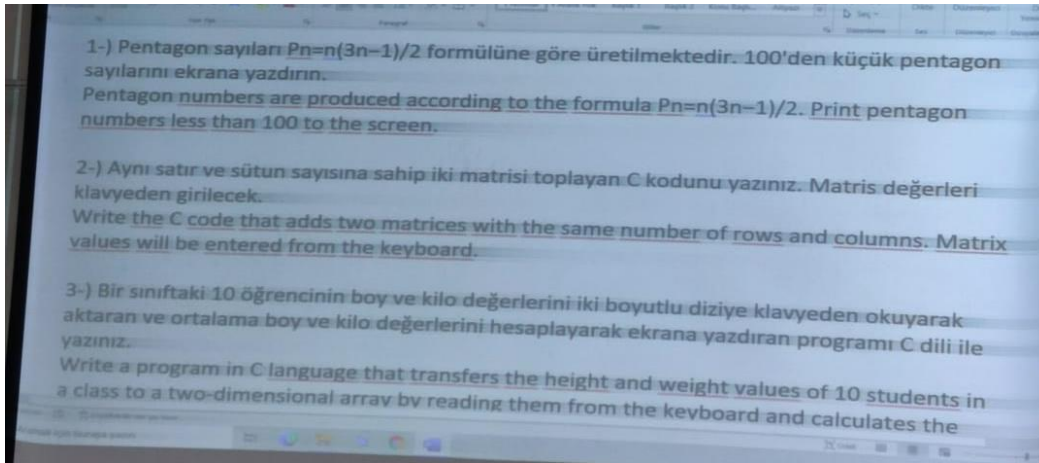 1-) Pentagon sayıları Pn=n(3n−1)/2 formülüne göre üretilmektedir. 100'den küçük pentagon
sayılarını ekrana yazdırın.
Pentagon numbers are produced according to the formula Pn=n(3n−1)/2. Print pentagon
numbers less than 100 to the screen.
2-) Aynı satır ve sütun sayısına sahip iki matrisi toplayan C kodunu yazınız. Matris değerleri
klavyeden girilecek.
Write the C code that adds two matrices with the same number of rows and columns. Matrix
values will be entered from the keyboard.
3-) Bir sınıftaki 10 öğrencinin boy ve kilo değerlerini iki boyutlu diziye klavyeden okuyarak
aktaran ve ortalama boy ve kilo değerlerini hesaplayarak ekrana yazdıran programı C dili ile
yazınız.
Write a program in C language that transfers the height and weight values of 10 students in
a class to a two-dimensional array by reading them from the keyboard and calculates the